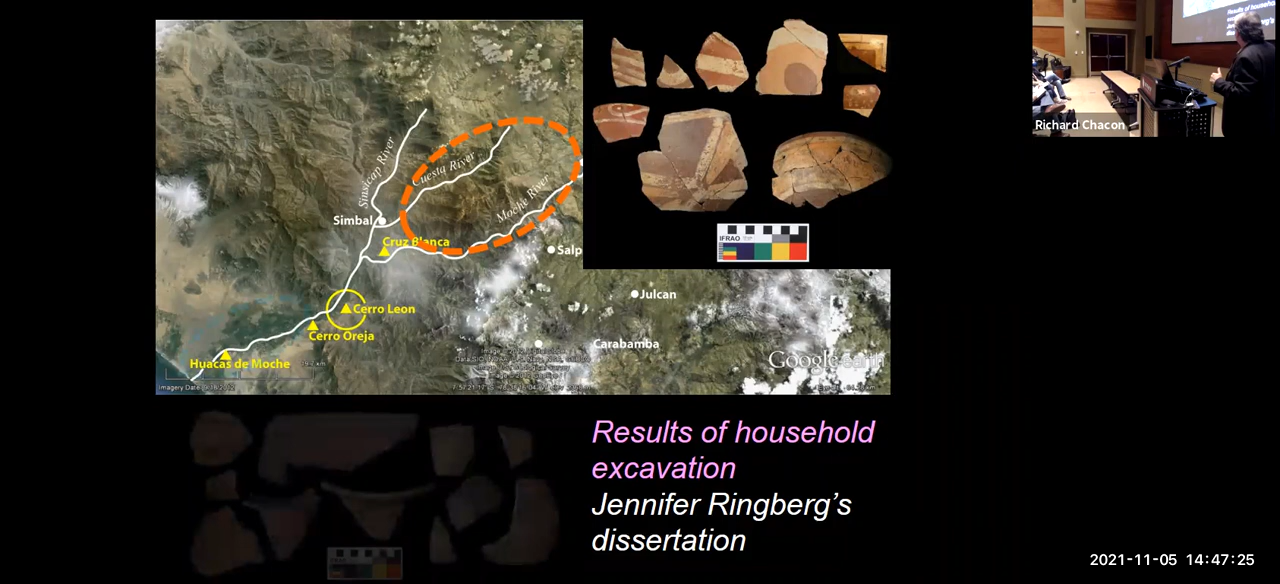 Sinsicap River
Cuesta River
Moche River
Simbal
Cruz Blanca
Salp
Julcan
Cerro Leon
Cerro Oreja
Carabamba
Huacas de Moche
Google earth
IFRAO
Results of household
excavation
Jennifer Ringberg's
dissertation
Richard Chacon
2021-11-05 14:47:25